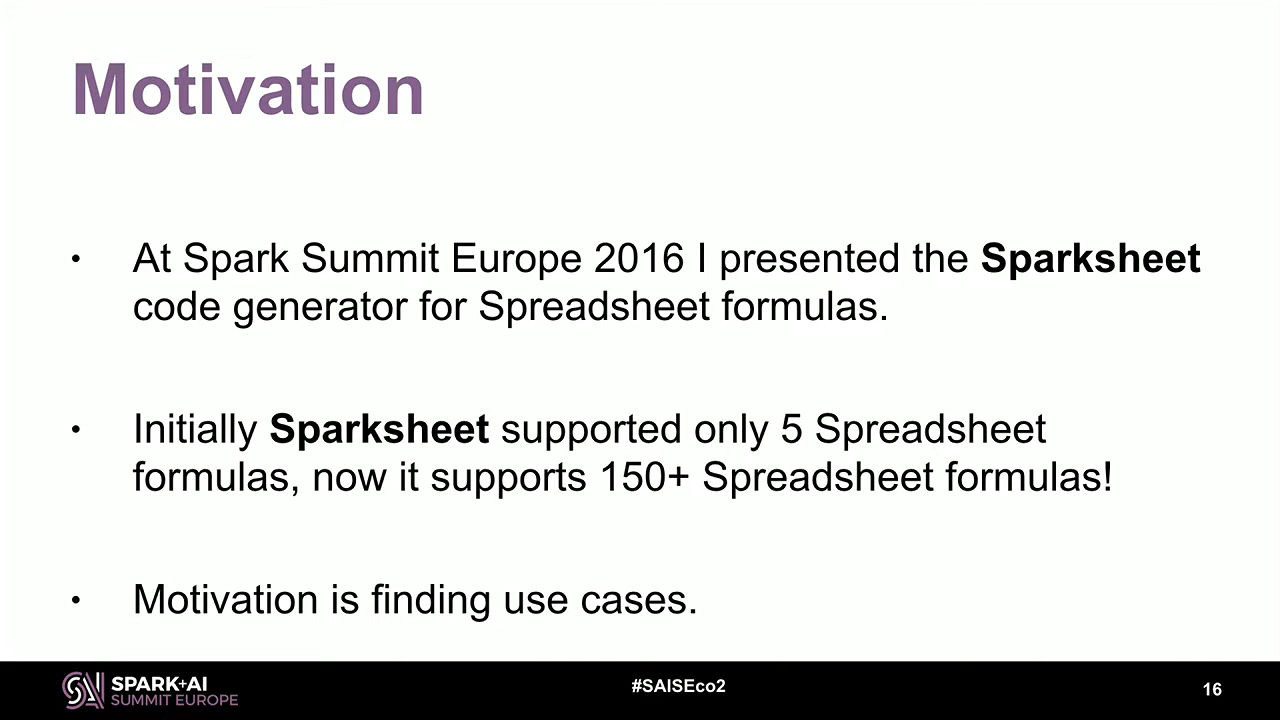 Motivation
• At Spark Summit Europe 2016 I presented the Sparksheet
code generator for Spreadsheet formulas.
• Initially Sparksheet supported only 5 Spreadsheet
formulas, now it supports 150+ Spreadsheet formulas!
• Motivation is finding use cases.
SPARK+AI
SUMMIT EUROPE
#SAISEco2
16